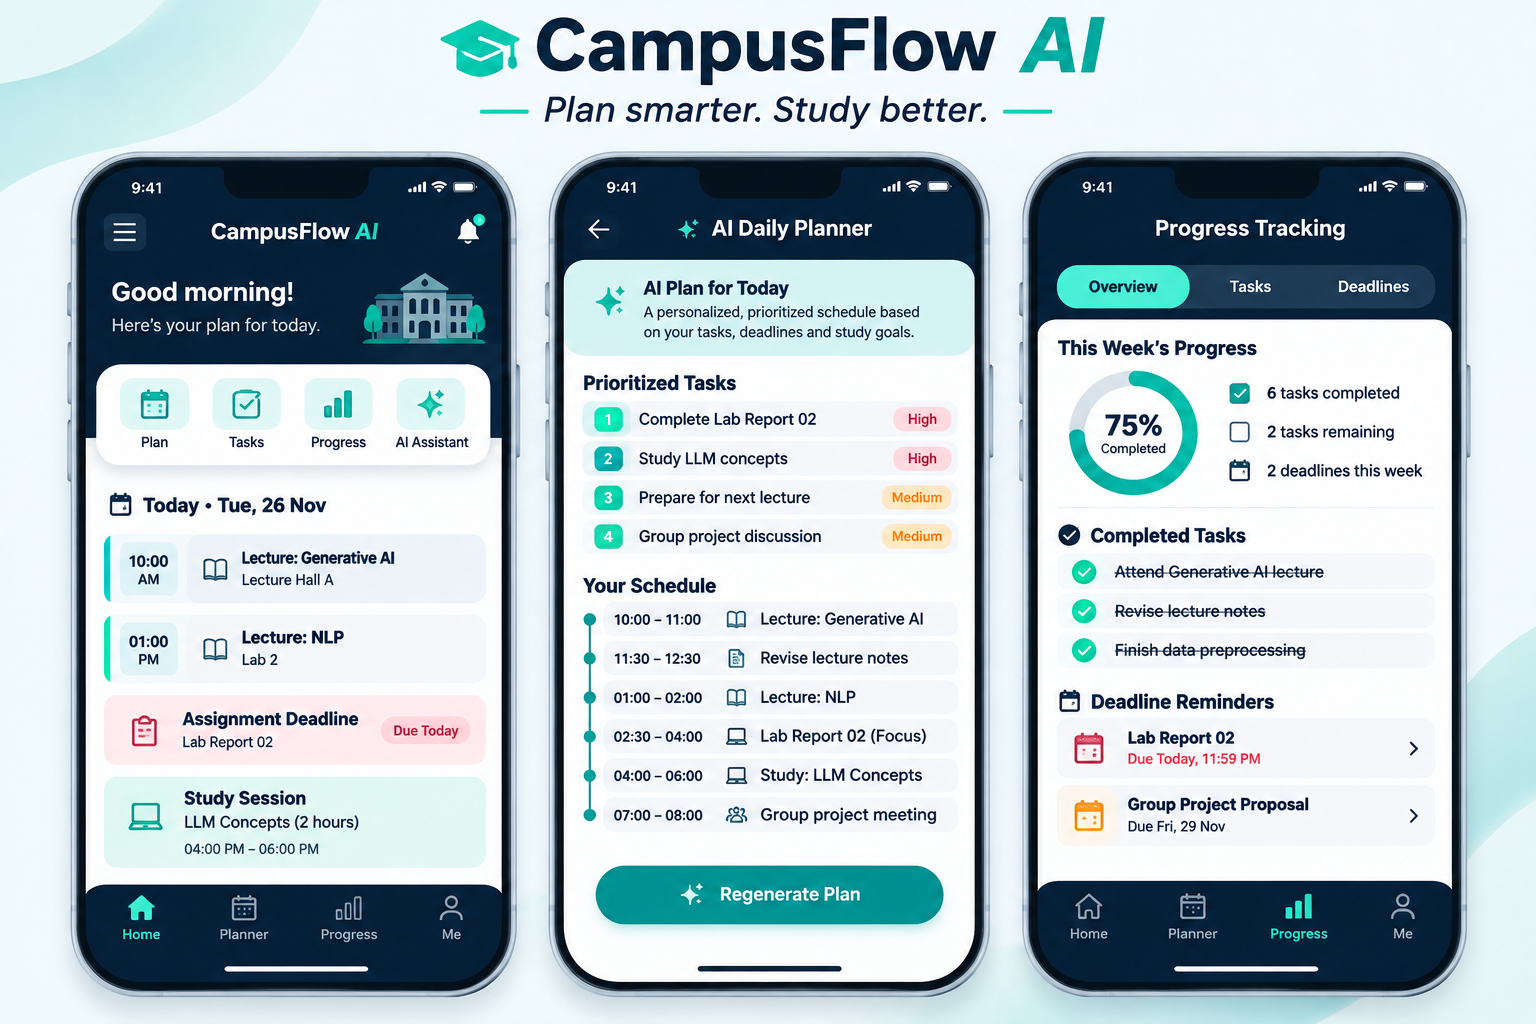 CampusFlow AI
Plan smarter. Study better.
9:41
CampusFlow AI
Good morning!
Here's your plan for today.
Plan
Tasks
Progress
AI Assistant
Today • Tue, 26 Nov
10:00
AM
Lecture: Generative AI
Lecture Hall A
01:00
PM
Lecture: NLP
Lab 2
Assignment Deadline
Lab Report 02
Due Today
Study Session
LLM Concepts (2 hours)
04:00 PM – 06:00 PM
Home
Planner
Progress
Me
9:41
AI Daily Planner
AI Plan for Today
A personalized, prioritized schedule based
on your tasks, deadlines and study goals.
Prioritized Tasks
1 Complete Lab Report 02 High
2 Study LLM concepts High
3 Prepare for next lecture Medium
4 Group project discussion Medium
Your Schedule
10:00 – 11:00 Lecture: Generative AI
11:30 – 12:30 Revise lecture notes
01:00 – 02:00 Lecture: NLP
02:30 – 04:00 Lab Report 02 (Focus)
04:00 – 06:00 Study: LLM Concepts
07:00 – 08:00 Group project meeting
Regenerate Plan
9:41
Progress Tracking
Overview
Tasks
Deadlines
This Week's Progress
75%
Completed
6 tasks completed
2 tasks remaining
2 deadlines this week
Completed Tasks
Attend Generative AI lecture
Revise lecture notes
Finish data preprocessing
Deadline Reminders
Lab Report 02
Due Today, 11:59 PM
Group Project Proposal
Due Fri, 29 Nov
Home
Planner
Progress
Me